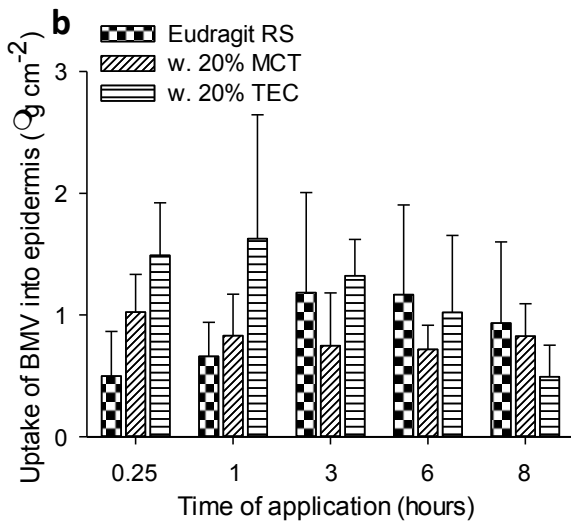 b
Eudragit RS
w. 20% MCT
w. 20% TEC
Uptake of BMV into epidermis (g cm-2)
3
2
1
0
0.25 1 3 6 8
Time of application (hours)